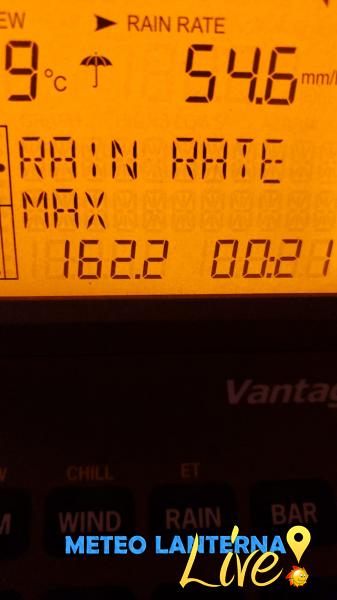 RAIN RATE
9°C 54.6 mm/
RAIN RATE
MAX
162.2 00:21
CHILL ET
WIND RAIN BAR
METEO LANTERNA
Live!